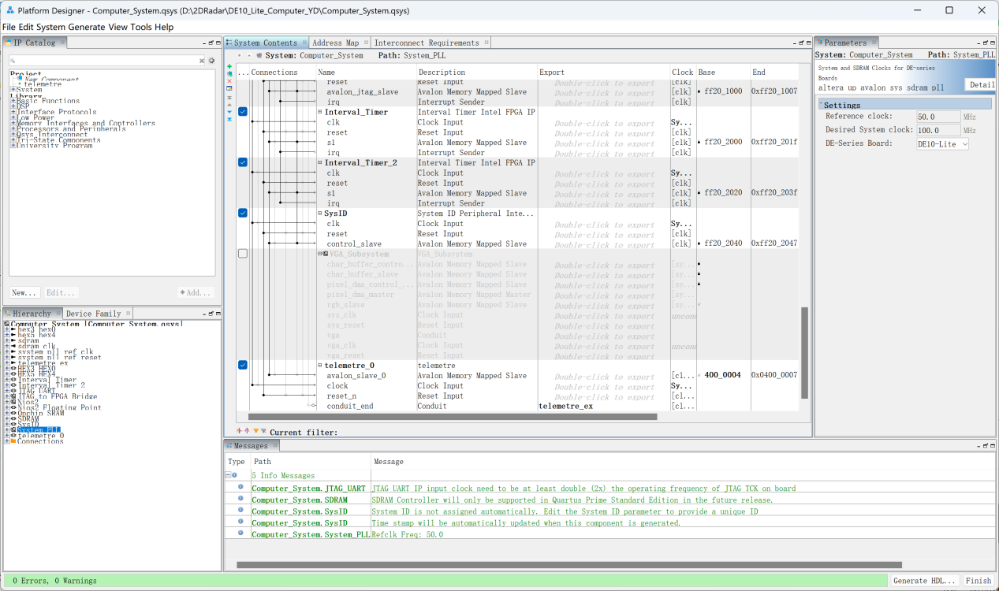 Platform Designer - Computer_System.qsys (D:\2DRadar\DE10_Lite_Computer_YD\Computer_System.qsys)
File Edit System Generate View Tools Help
IP Catalog
Project
New Component
telemetre
System
Library
Basic Functions
DSP
Interface Protocols
Low Power
Memory Interfaces and Controllers
Processors and Peripherals
Qsys Interconnect
Tri-State Components
University Program
New... Edit... Add...
Hierarchy Device Family
Computer_System [Computer_System.qsys]
hex3_hex0
hex5_hex4
sdram
sdram_clk
system_pll_ref_clk
system_pll_ref_reset
telemetre_ex
HEX3_HEX0
HEX5_HEX4
Interval_Timer
Interval_Timer_2
JTAG_UART
JTAG_to_FPGA_Bridge
Nios2
Nios2_Floating_Point
Onchip_SRAM
SDRAM
SysID
System_PLL
telemetre_0
Connections
System Contents Address Map Interconnect Requirements
System: Computer_System Path: System_PLL
... Connections Name Description Export Clock Base End
reset Reset Input Double-click to export [clk]
avalon_jtag_slave Avalon Memory Mapped Slave Double-click to export [clk] ff20_1000 0xff20_1007
irq Interrupt Sender Double-click to export [clk]
Interval_Timer Interval Timer Intel FPGA IP
clk Clock Input Double-click to export Sy...
reset Reset Input Double-click to export [clk]
s1 Avalon Memory Mapped Slave Double-click to export [clk] ff20_2000 0xff20_201f
irq Interrupt Sender Double-click to export [clk]
Interval_Timer_2 Interval Timer Intel FPGA IP
clk Clock Input Double-click to export Sy...
reset Reset Input Double-click to export [clk]
s1 Avalon Memory Mapped Slave Double-click to export [clk] ff20_2020 0xff20_203f
irq Interrupt Sender Double-click to export [clk]
SysID System ID Peripheral Inte...
clk Clock Input Double-click to export Sy...
reset Reset Input Double-click to export [clk]
control_slave Avalon Memory Mapped Slave Double-click to export [clk] ff20_2040 0xff20_2047
VGA_Subsystem VGA_Subsystem
char_buffer_contro... Avalon Memory Mapped Slave Double-click to export [sy...
char_buffer_slave Avalon Memory Mapped Slave Double-click to export [sy...
pixel_dma_control_... Avalon Memory Mapped Slave Double-click to export [sy...
pixel_dma_master Avalon Memory Mapped Master Double-click to export [sy...
rgb_slave Avalon Memory Mapped Slave Double-click to export [sy...
sys_clk Clock Input Double-click to export unconn
sys_reset Reset Input Double-click to export
vga Conduit Double-click to export
vga_clk Clock Input Double-click to export unconn
vga_reset Reset Input Double-click to export
telemetre_0 telemetre
avalon_slave_0 Avalon Memory Mapped Slave Double-click to export [cl... 400_0004 0x0400_0007
clock Clock Input Double-click to export Sy...
reset_n Reset Input Double-click to export [cl...
conduit_end Conduit telemetre_ex [cl...
Current filter:
Parameters
System: Computer_System Path: System_PLL
System and SDRAM Clocks for DE-series
Boards
altera_up_avalon_sys_sdram_pll
Detail
Settings
Reference clock: 50.0 MHz
Desired System clock: 100.0 MHz
DE-Series Board: DE10-Lite
Messages
Type Path Message
5 Info Messages
Computer_System.JTAG_UART JTAG UART IP input clock need to be at least double (2x) the operating frequency of JTAG TCK on board
Computer_System.SDRAM SDRAM Controller will only be supported in Quartus Prime Standard Edition in the future release.
Computer_System.SysID System ID is not assigned automatically. Edit the System ID parameter to provide a unique ID
Computer_System.SysID Time stamp will be automatically updated when this component is generated.
Computer_System.System_PLL Refclk Freq: 50.0
0 Errors, 0 Warnings Generate HDL... Finish